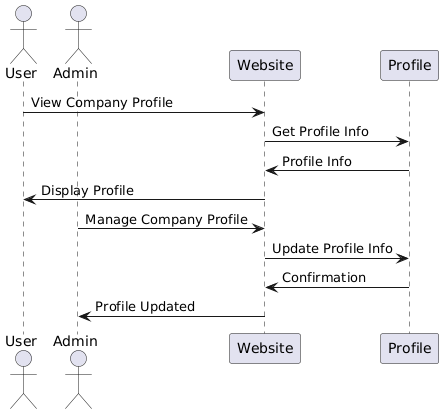 User
Admin
Website
Profile
View Company Profile
Get Profile Info
Profile Info
Display Profile
Manage Company Profile
Update Profile Info
Confirmation
Profile Updated
User
Admin
Website
Profile